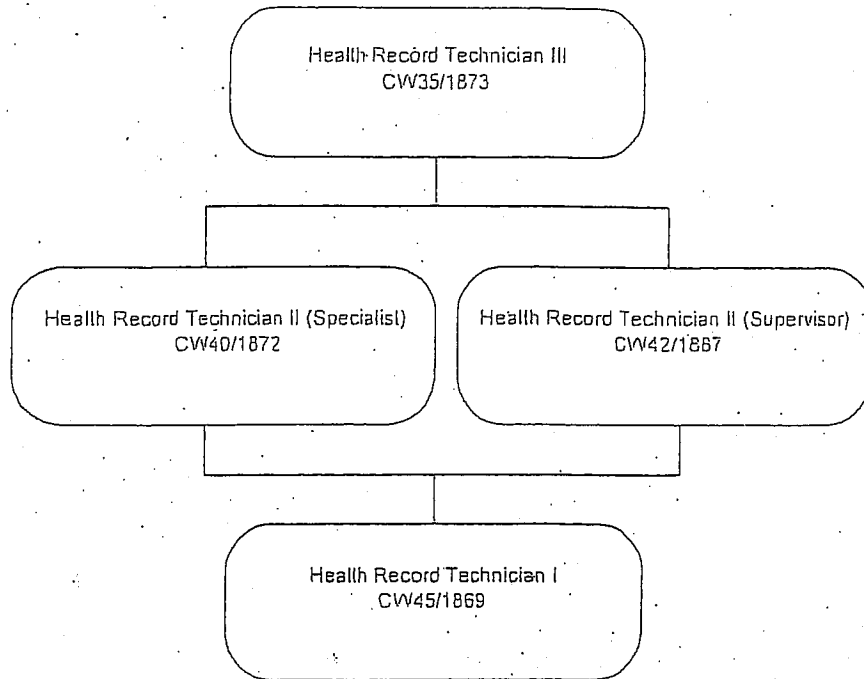 Health Record Technician III
CW35/1873
Health Record Technician II (Specialist)
CW40/1872
Health Record Technician II (Supervisor)
CW42/1867
Health Record Technician I
CW45/1869